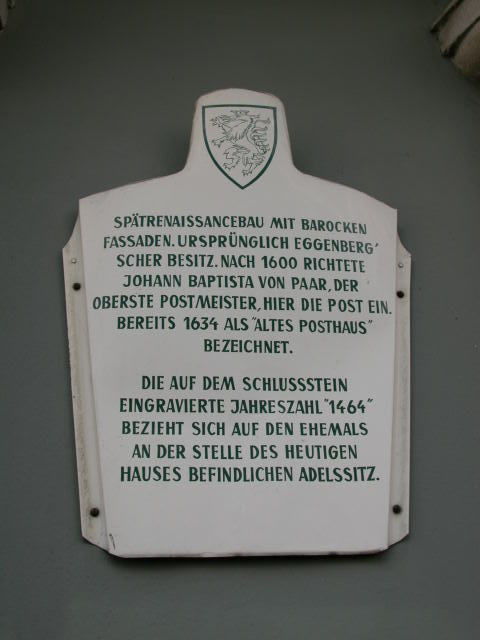 SPÄTRENAISSANCEBAU MIT BAROCKEN
FASSADEN. URSPRÜNGLICH EGGENBERG'
SCHER BESITZ. NACH 1600 RICHTETE
JOHANN BAPTISTA VON PAAR, DER
OBERSTE POSTMEISTER, HIER DIE POST EIN.
BEREITS 1634 ALS "ALTES POSTHAUS"
BEZEICHNET.
DIE AUF DEM SCHLUSSSTEIN
EINGRAVIERTE JAHRESZAHL "1464"
BEZIEHT SICH AUF DEN EHEMALS
AN DER STELLE DES HEUTIGEN
HAUSES BEFINDLICHEN ADELSSITZ.